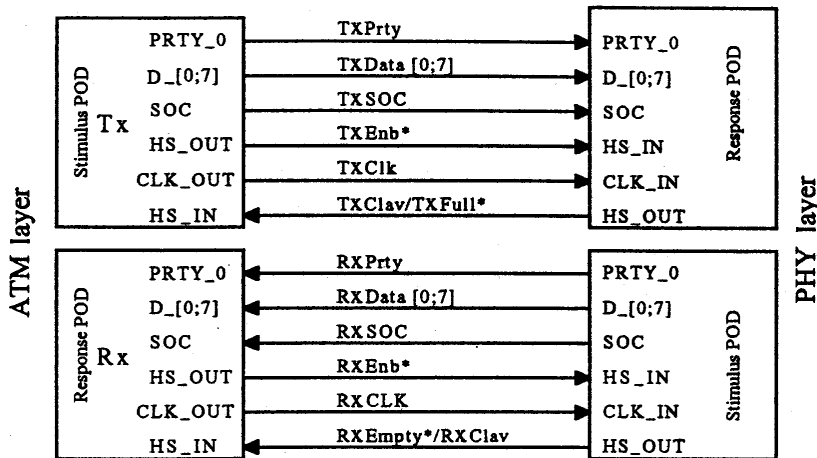 ATM layer
Stimulus POD
Tx
PRTY_0
TXPrty
PRTY_0
D_[0;7]
TXData [0;7]
D_[0;7]
SOC
TXSOC
SOC
HS_OUT
TXEnb*
HS_IN
CLK_OUT
TXClk
CLK_IN
HS_IN
TXClav/TXFull*
HS_OUT
Response POD
PHY layer
Response POD
Rx
PRTY_0
RXPrty
PRTY_0
D_[0;7]
RXData [0;7]
D_[0;7]
SOC
RXSOC
SOC
HS_OUT
RXEnb*
HS_IN
CLK_OUT
RXCLK
CLK_IN
HS_IN
RXEmpty*/RXClav
HS_OUT
Stimulus POD